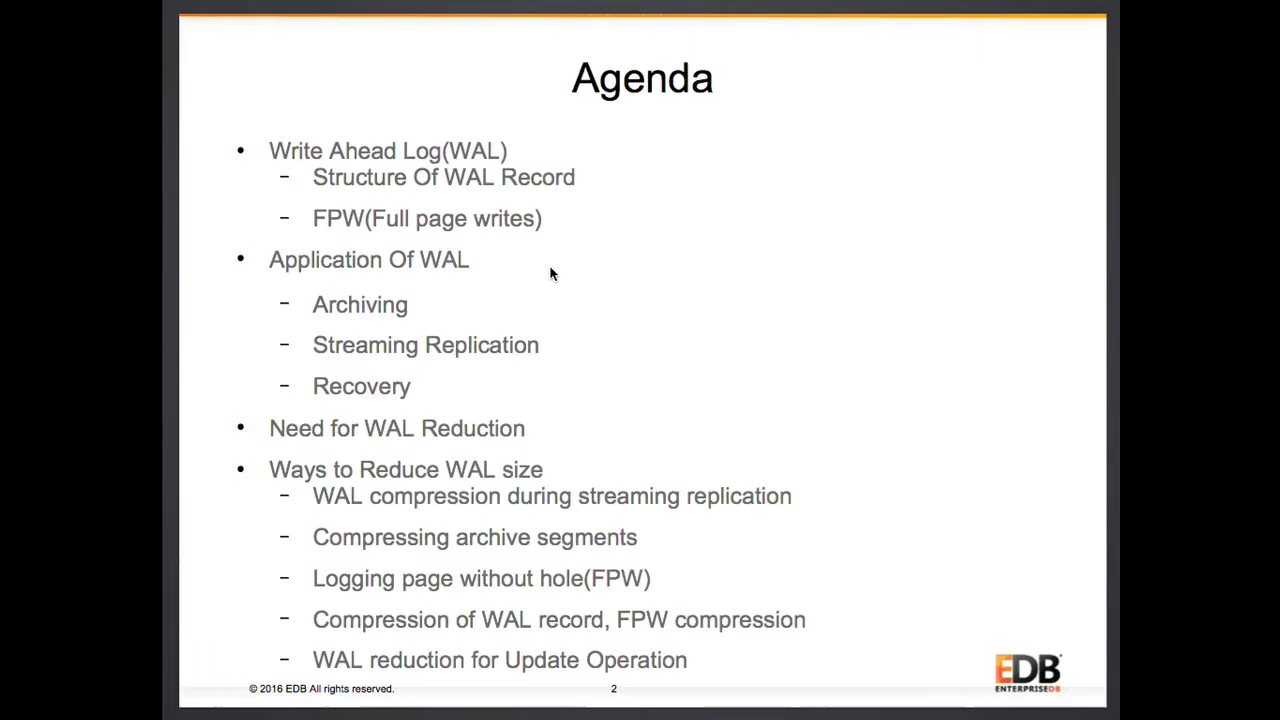 Agenda
• Write Ahead Log(WAL)
– Structure Of WAL Record
– FPW(Full page writes)
• Application Of WAL
– Archiving
– Streaming Replication
– Recovery
• Need for WAL Reduction
• Ways to Reduce WAL size
– WAL compression during streaming replication
– Compressing archive segments
– Logging page without hole(FPW)
– Compression of WAL record, FPW compression
– WAL reduction for Update Operation
© 2016 EDB All rights reserved.
2
EDB
ENTERPRISEDB